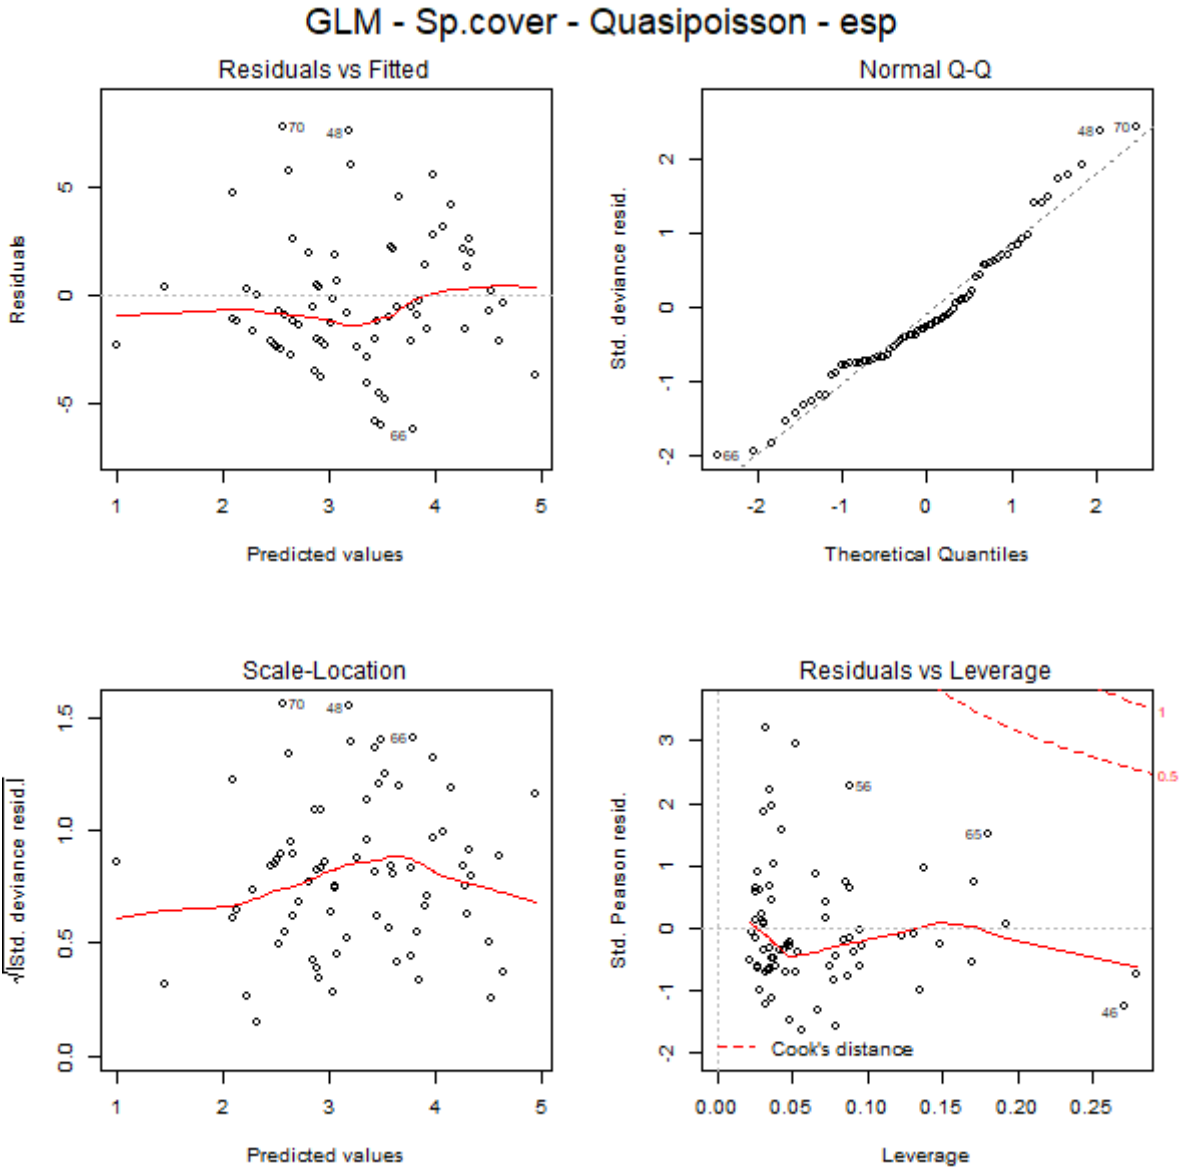 GLM - Sp.cover - Quasipoisson - esp
Residuals vs Fitted
Residuals
5
0
-5
70
48
66
1 2 3 4 5
Predicted values
Normal Q-Q
Std. deviance resid.
2
1
0
-1
-2
48
70
66
-2 -1 0 1 2
Theoretical Quantiles
Scale-Location
√|Std. deviance resid.|
1.5
1.0
0.5
0.0
70
48
66
1 2 3 4 5
Predicted values
Residuals vs Leverage
Std. Pearson resid.
3
2
1
0
-1
-2
1
0.5
56
65
46
Cook's distance
0.00 0.05 0.10 0.15 0.20 0.25
Leverage